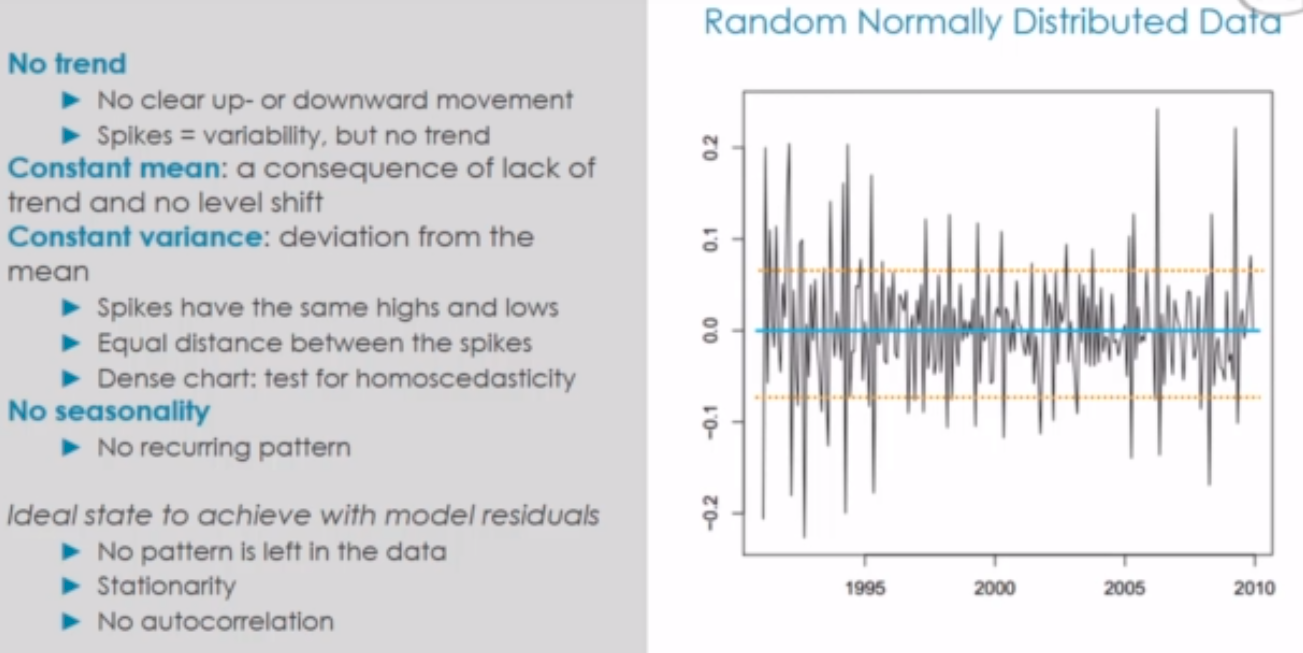 Random Normally Distributed Data
No trend
► No clear up- or downward movement
► Spikes = variability, but no trend
Constant mean: a consequence of lack of
trend and no level shift
Constant variance: deviation from the
mean
► Spikes have the same highs and lows
► Equal distance between the spikes
► Dense chart: test for homoscedasticity
No seasonality
► No recurring pattern
Ideal state to achieve with model residuals
► No pattern is left in the data
► Stationarity
► No autocorrelation
0.2
0.1
0.0
−0.1
−0.2
1995 2000 2005 2010